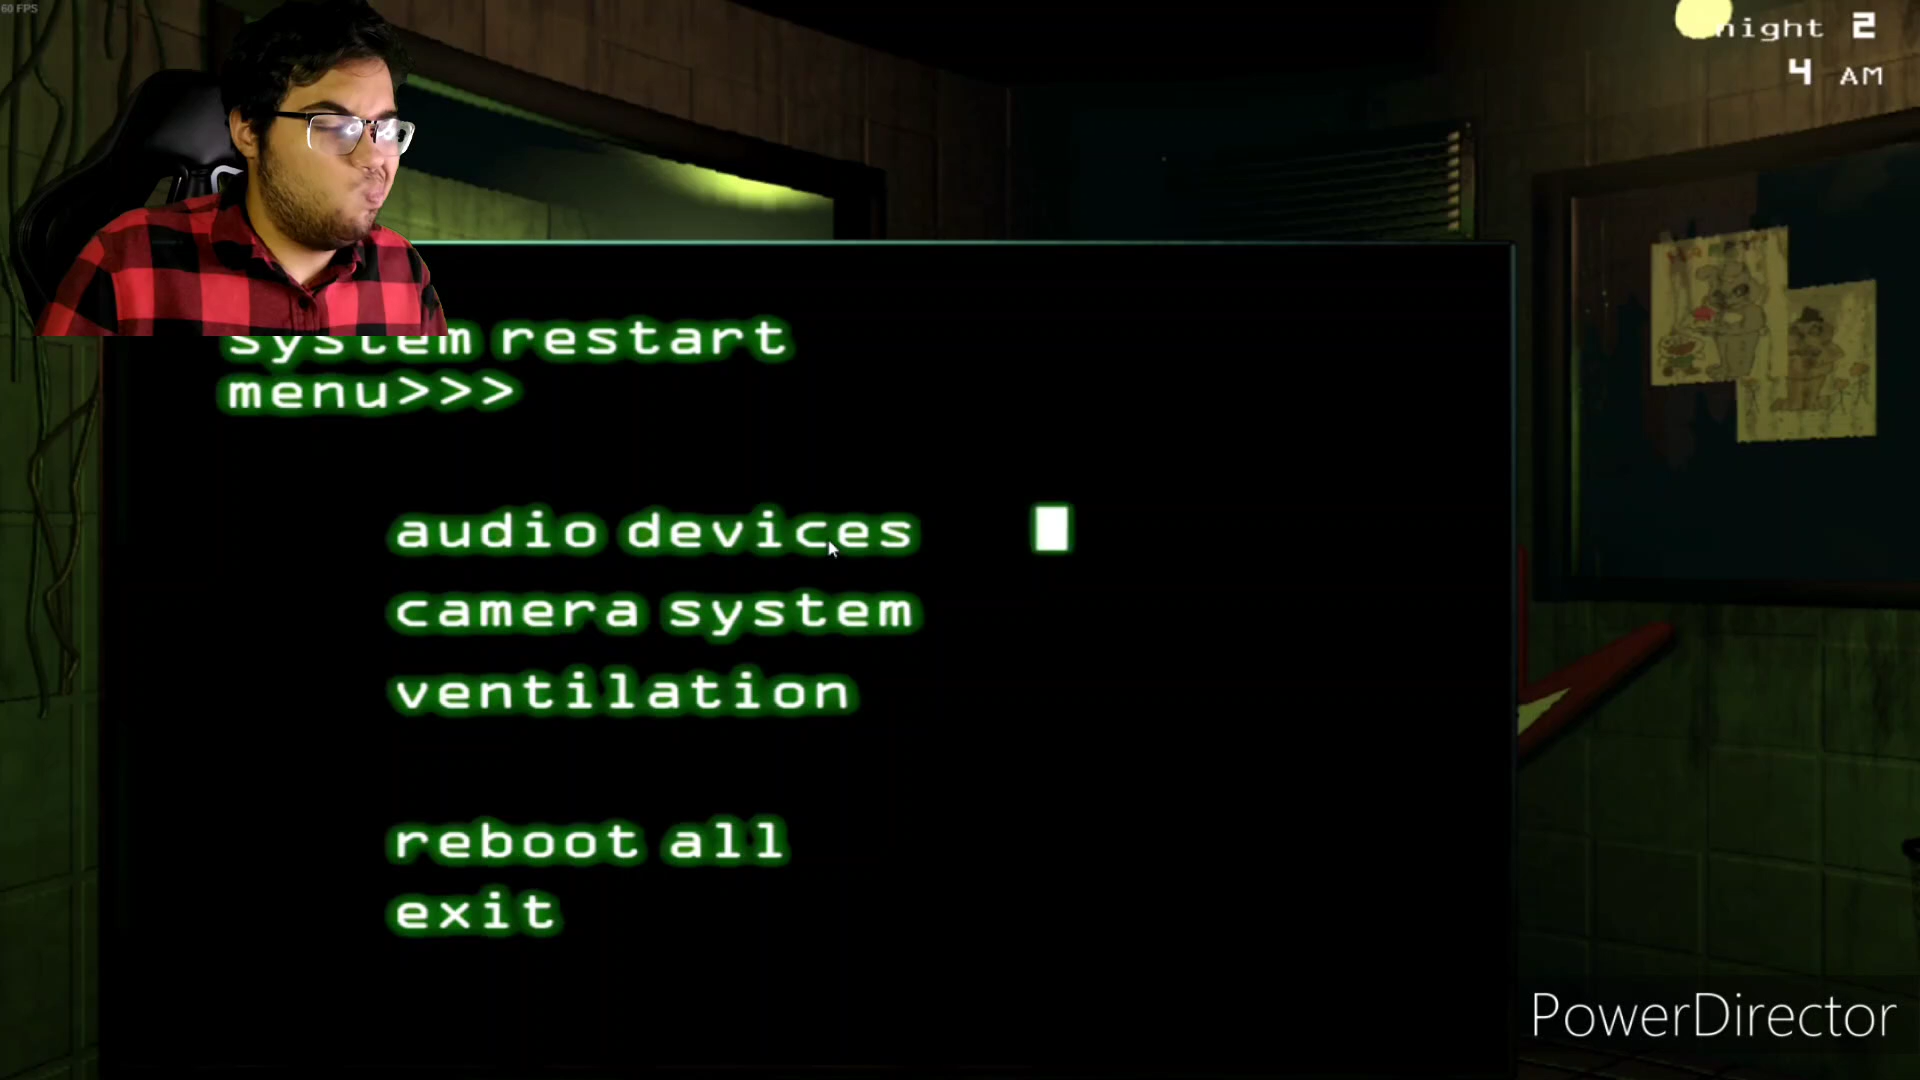 60 FPS
night 2
4 AM
system restart
menu>>>
audio devices
camera system
ventilation
reboot all
exit
PowerDirector